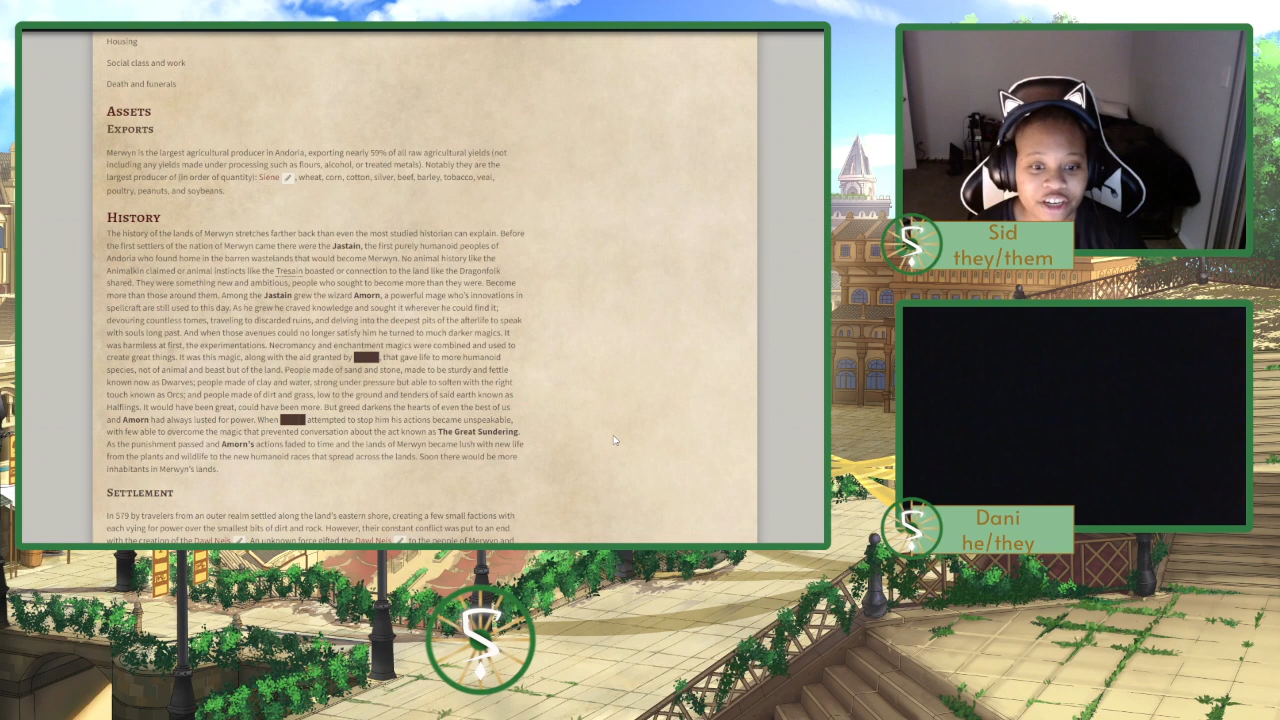 Housing
Social class and work
Death and funerals
Assets
Exports
Merwyn is the largest agricultural producer in Andoria, exporting nearly 59% of all raw agricultural yields (not
including any yields made under processing such as flours, alcohol, or treated metals). Notably they are the
largest producer of (in order of quantity): Siene , wheat, corn, cotton, silver, beef, barley, tobacco, veal,
poultry, peanuts, and soybeans.
History
The history of the lands of Merwyn stretches farther back than even the most studied historian can explain. Before
the first settlers of the nation of Merwyn came there were the Jastain, the first purely humanoid peoples of
Andoria who found home in the barren wastelands that would become Merwyn. No animal history like the
Animalkin claimed or animal instincts like the Tresain boasted or connection to the land like the Dragonfolk
shared. They were something new and ambitious, people who sought to become more than they were. Become
more than those around them. Among the Jastain grew the wizard Amorn, a powerful mage who's innovations in
spellcraft are still used to this day. As he grew he craved knowledge and sought it wherever he could find it;
devouring countless tomes, traveling to discarded ruins, and delving into the deepest pits of the afterlife to speak
with souls long past. And when those avenues could no longer satisfy him he turned to much darker magics. It
was harmless at first, the experimentations. Necromancy and enchantment magics were combined and used to
create great things. It was this magic, along with the aid granted by , that gave life to more humanoid
species, not of animal and beast but of the land. People made of sand and stone, made to be sturdy and fettle
known now as Dwarves; people made of clay and water, strong under pressure but able to soften with the right
touch known as Orcs; and people made of dirt and grass, low to the ground and tenders of said earth known as
Halflings. It would have been great, could have been more. But greed darkens the hearts of even the best of us
and Amorn had always lusted for power. When attempted to stop him his actions became unspeakable,
with few able to overcome the magic that prevented conversation about the act known as The Great Sundering.
As the punishment passed and Amorn's actions faded to time and the lands of Merwyn became lush with new life
from the plants and wildlife to the new humanoid races that spread across the lands. Soon there would be more
inhabitants in Merwyn's lands.
Settlement
In 579 by travelers from an outer realm settled along the land's eastern shore, creating a few small factions with
each vying for power over the smallest bits of dirt and rock. However, their constant conflict was put to an end
with the creation of the Dawl Neis . An unknown force gifted the Dawl Neis to the people of Merwyn and
Sid
they/them
Dani
he/they
S